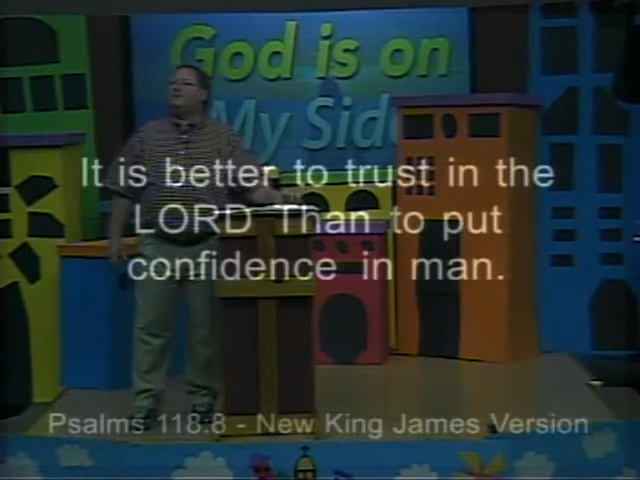 God is on
My Side
It is better to trust in the
LORD Than to put
confidence in man.
Psalms 118:8 - New King James Version